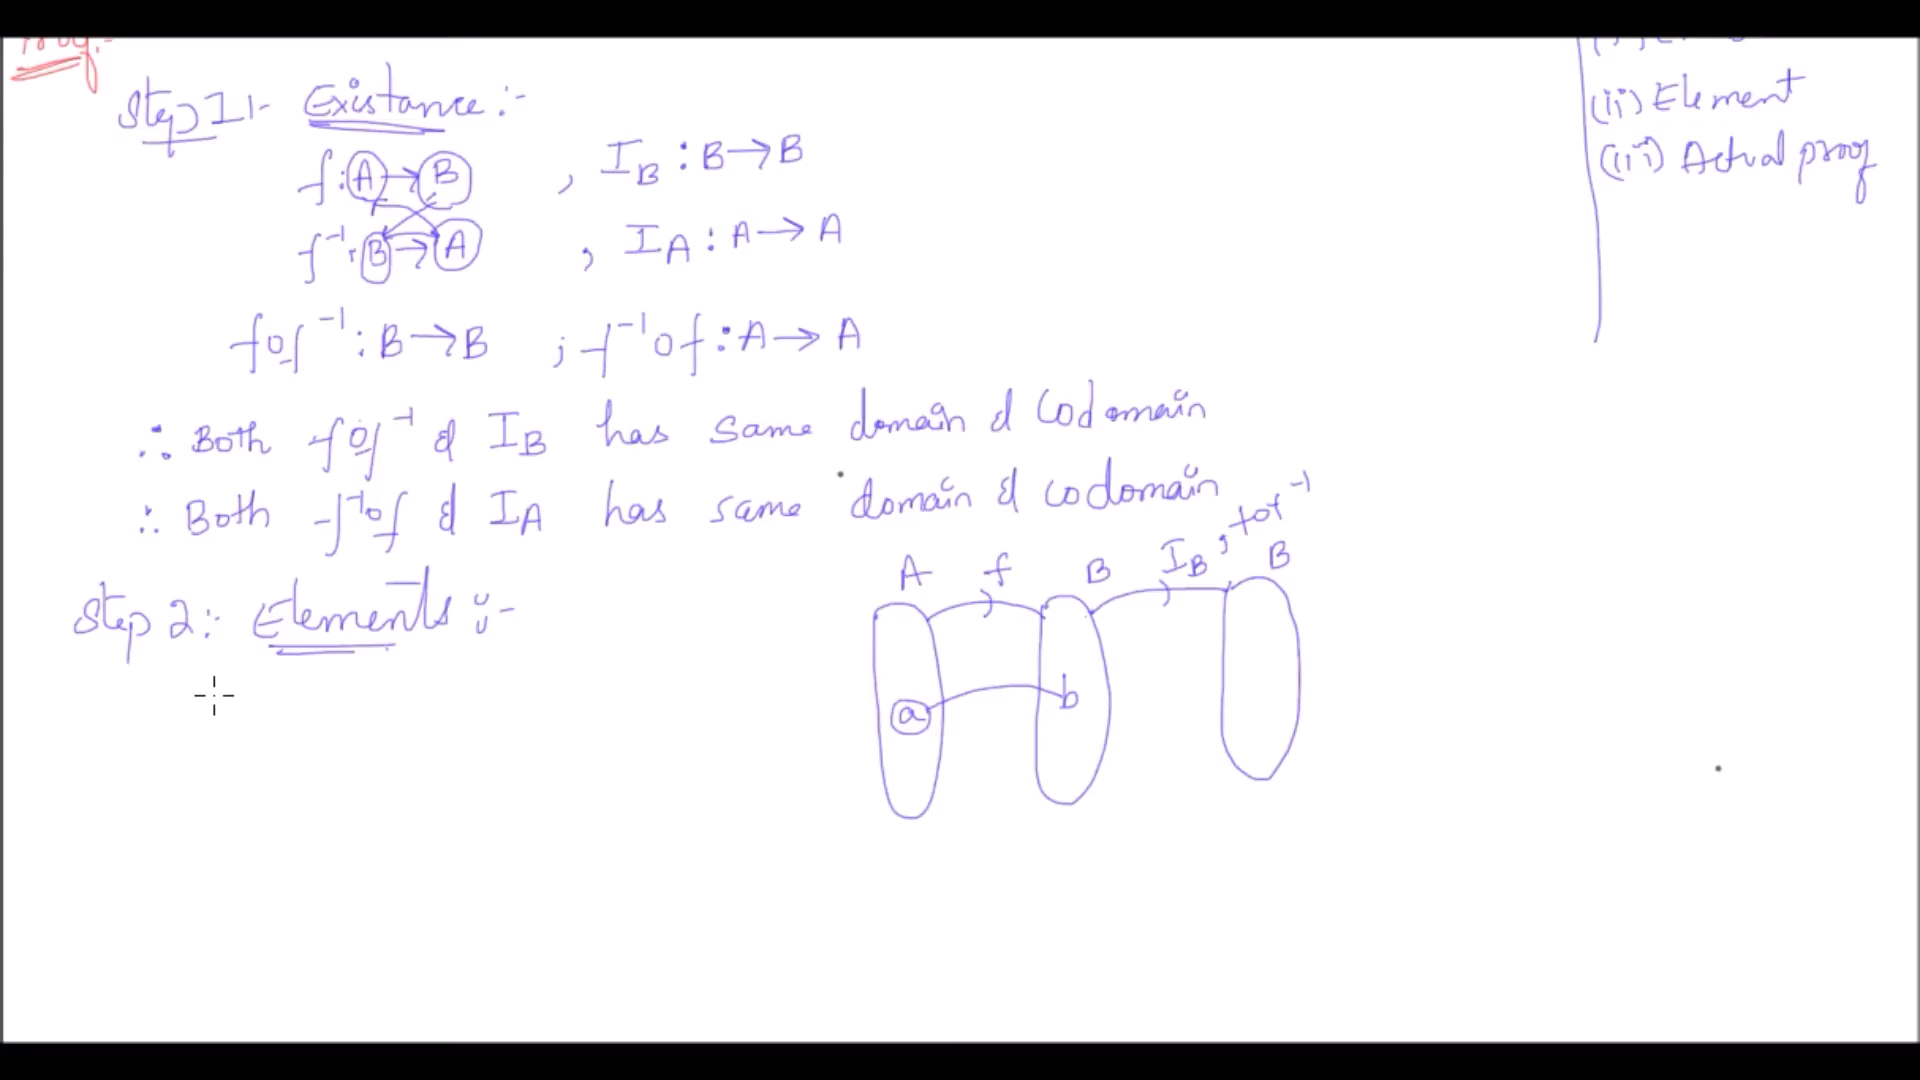 Proof:-
Step I:- Existance :-
f : A → B , I_B : B → B
f⁻¹ : B → A , I_A : A → A
fof⁻¹ : B → B ; f⁻¹of : A → A
∴ Both fof⁻¹ & I_B has same domain & Codomain
∴ Both f⁻¹of & I_A has same domain & codomain
Step 2 :- Elements :-
A f B I_B , fof⁻¹ B
a b
(ii) Element
(iii) Actual proof